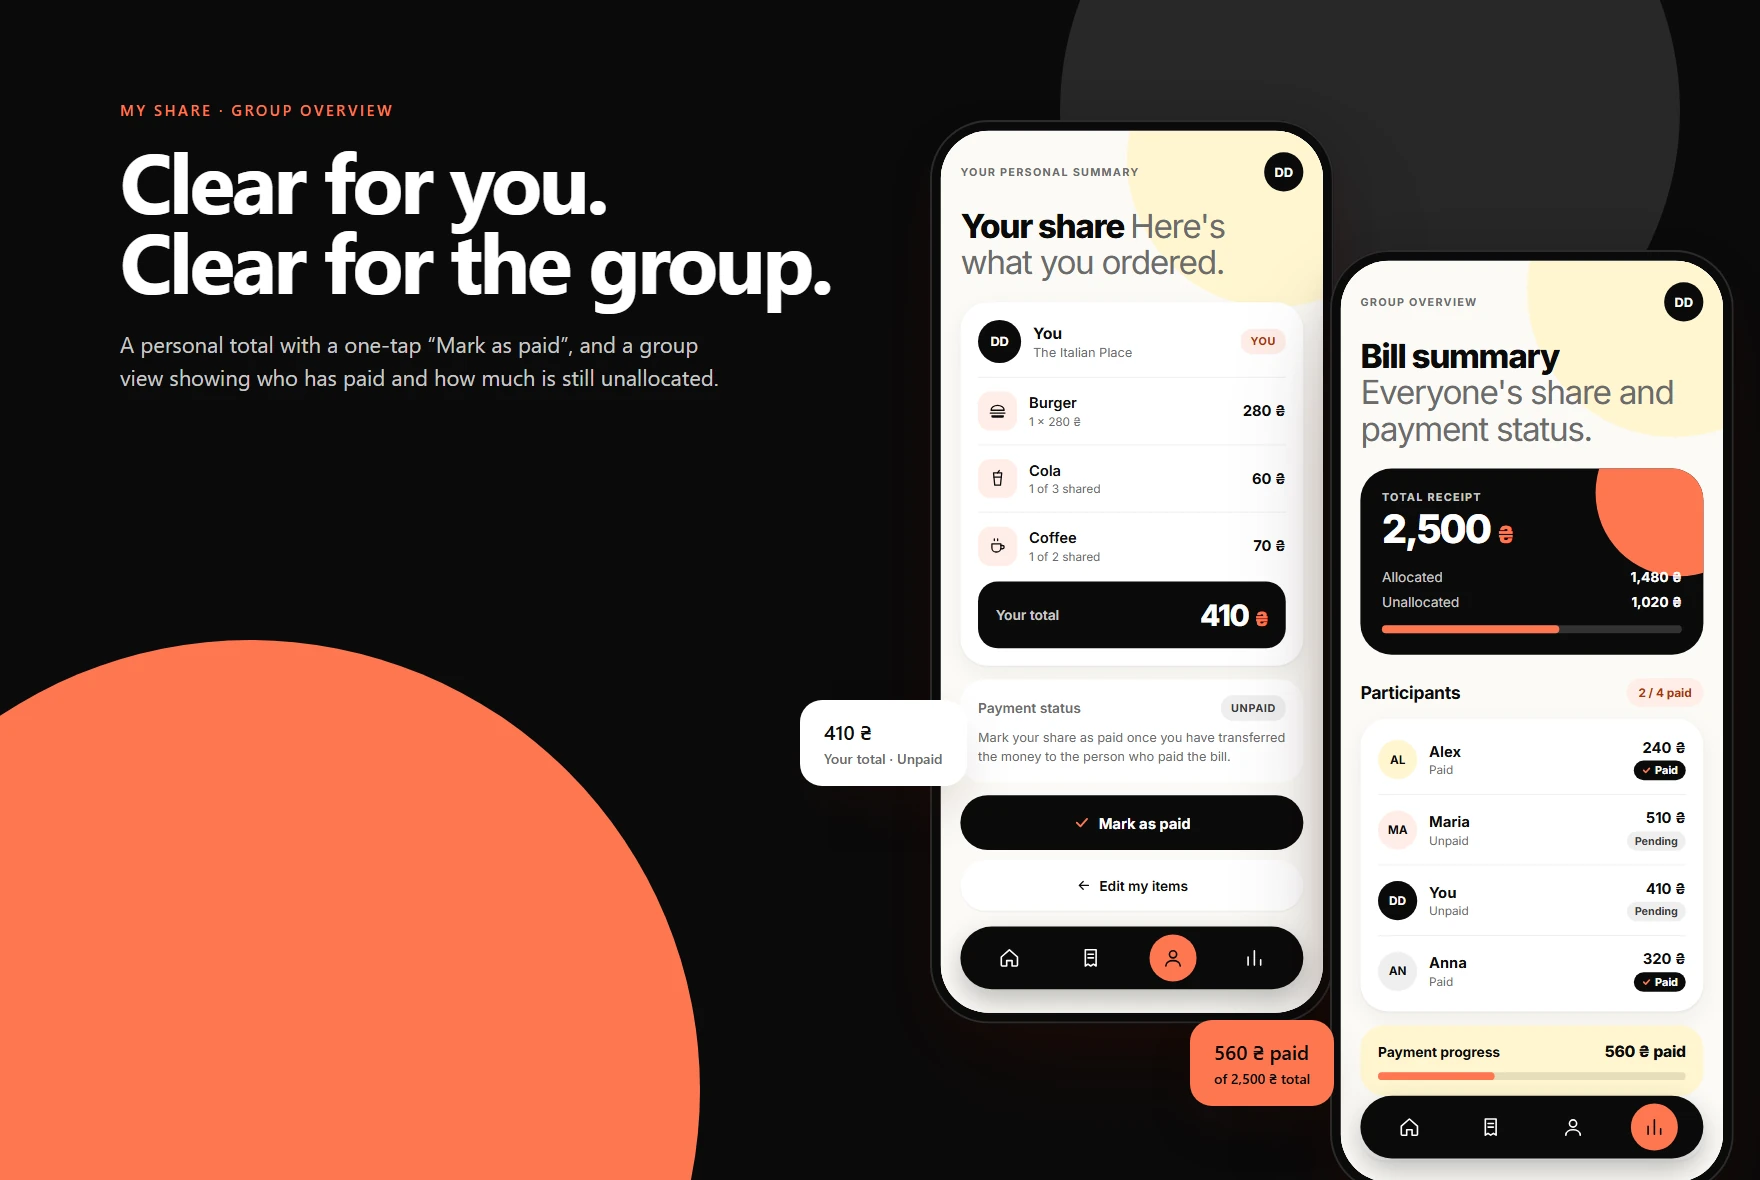 MY SHARE · GROUP OVERVIEW
Clear for you.
Clear for the group.
A personal total with a one-tap “Mark as paid”, and a group
view showing who has paid and how much is still unallocated.
YOUR PERSONAL SUMMARY
DD
Your share Here's
what you ordered.
DD
You
The Italian Place
YOU
Burger
1 × 280 ₴
280 ₴
Cola
1 of 3 shared
60 ₴
Coffee
1 of 2 shared
70 ₴
Your total
410 ₴
Payment status
UNPAID
Mark your share as paid once you have transferred
the money to the person who paid the bill.
410 ₴
Your total · Unpaid
Mark as paid
Edit my items
GROUP OVERVIEW
DD
Bill summary
Everyone's share and
payment status.
TOTAL RECEIPT
2,500 ₴
Allocated
1,480 ₴
Unallocated
1,020 ₴
Participants
2 / 4 paid
AL
Alex
Paid
240 ₴
Paid
MA
Maria
Unpaid
510 ₴
Pending
DD
You
Unpaid
410 ₴
Pending
AN
Anna
Paid
320 ₴
Paid
Payment progress
560 ₴ paid
560 ₴ paid
of 2,500 ₴ total